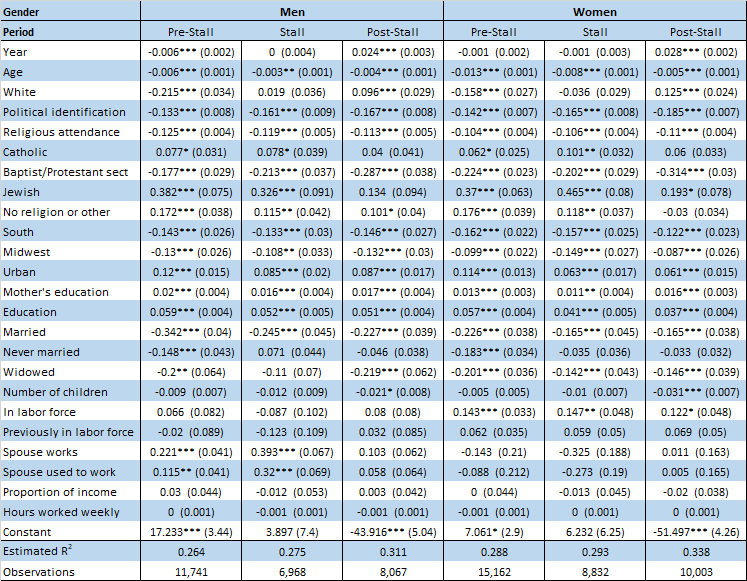 Gender Men Women
Period Pre-Stall Stall Post-Stall Pre-Stall Stall Post-Stall
Year -0.006*** (0.002) 0 (0.004) 0.024*** (0.003) -0.001 (0.002) -0.001 (0.003) 0.028*** (0.002)
Age -0.006*** (0.001) -0.003** (0.001) -0.004*** (0.001) -0.013*** (0.001) -0.008*** (0.001) -0.005*** (0.001)
White -0.215*** (0.034) 0.019 (0.036) 0.096*** (0.029) -0.158*** (0.027) -0.036 (0.029) 0.125*** (0.024)
Political identification -0.133*** (0.008) -0.161*** (0.009) -0.167*** (0.008) -0.142*** (0.007) -0.165*** (0.008) -0.185*** (0.007)
Religious attendance -0.125*** (0.004) -0.119*** (0.005) -0.113*** (0.005) -0.104*** (0.004) -0.106*** (0.004) -0.11*** (0.004)
Catholic 0.077* (0.031) 0.078* (0.039) 0.04 (0.041) 0.062* (0.025) 0.101** (0.032) 0.06 (0.033)
Baptist/Protestant sect -0.177*** (0.029) -0.213*** (0.037) -0.287*** (0.038) -0.224*** (0.023) -0.202*** (0.029) -0.314*** (0.03)
Jewish 0.382*** (0.075) 0.326*** (0.091) 0.134 (0.094) 0.37*** (0.063) 0.465*** (0.08) 0.193* (0.078)
No religion or other 0.172*** (0.038) 0.115** (0.042) 0.101* (0.04) 0.176*** (0.039) 0.118** (0.037) -0.03 (0.034)
South -0.143*** (0.026) -0.133*** (0.03) -0.146*** (0.027) -0.162*** (0.022) -0.157*** (0.025) -0.122*** (0.023)
Midwest -0.13*** (0.026) -0.108** (0.033) -0.132*** (0.03) -0.099*** (0.022) -0.149*** (0.027) -0.087*** (0.026)
Urban 0.12*** (0.015) 0.085*** (0.02) 0.087*** (0.017) 0.114*** (0.013) 0.063*** (0.017) 0.061*** (0.015)
Mother's education 0.02*** (0.004) 0.016*** (0.004) 0.017*** (0.004) 0.013*** (0.003) 0.011** (0.004) 0.016*** (0.003)
Education 0.059*** (0.004) 0.052*** (0.005) 0.051*** (0.004) 0.057*** (0.004) 0.041*** (0.005) 0.037*** (0.004)
Married -0.342*** (0.04) -0.245*** (0.045) -0.227*** (0.039) -0.226*** (0.038) -0.165*** (0.045) -0.165*** (0.038)
Never married -0.148*** (0.043) 0.071 (0.044) -0.046 (0.038) -0.183*** (0.034) -0.035 (0.036) -0.033 (0.032)
Widowed -0.2** (0.064) -0.11 (0.07) -0.219*** (0.062) -0.201*** (0.036) -0.142*** (0.043) -0.146*** (0.039)
Number of children -0.009 (0.007) -0.012 (0.009) -0.021* (0.008) -0.005 (0.005) -0.01 (0.007) -0.031*** (0.007)
In labor force 0.066 (0.082) -0.087 (0.102) 0.08 (0.08) 0.143*** (0.033) 0.147** (0.048) 0.122* (0.048)
Previously in labor force -0.02 (0.089) -0.123 (0.109) 0.032 (0.085) 0.062 (0.035) 0.059 (0.05) 0.069 (0.05)
Spouse works 0.221*** (0.041) 0.393*** (0.067) 0.103 (0.062) -0.143 (0.21) -0.325 (0.188) 0.011 (0.163)
Spouse used to work 0.115** (0.041) 0.32*** (0.069) 0.058 (0.064) -0.088 (0.212) -0.273 (0.19) 0.005 (0.165)
Proportion of income 0.03 (0.044) -0.012 (0.053) 0.003 (0.042) 0 (0.044) -0.013 (0.045) -0.02 (0.038)
Hours worked weekly 0 (0.001) -0.001 (0.001) -0.001 (0.001) -0.001 (0.001) 0 (0.001) 0 (0.001)
Constant 17.233*** (3.44) 3.897 (7.4) -43.916*** (5.04) 7.061* (2.9) 6.232 (6.25) -51.497*** (4.26)
Estimated R² 0.264 0.275 0.311 0.288 0.293 0.338
Observations 11,741 6,968 8,067 15,162 8,832 10,003